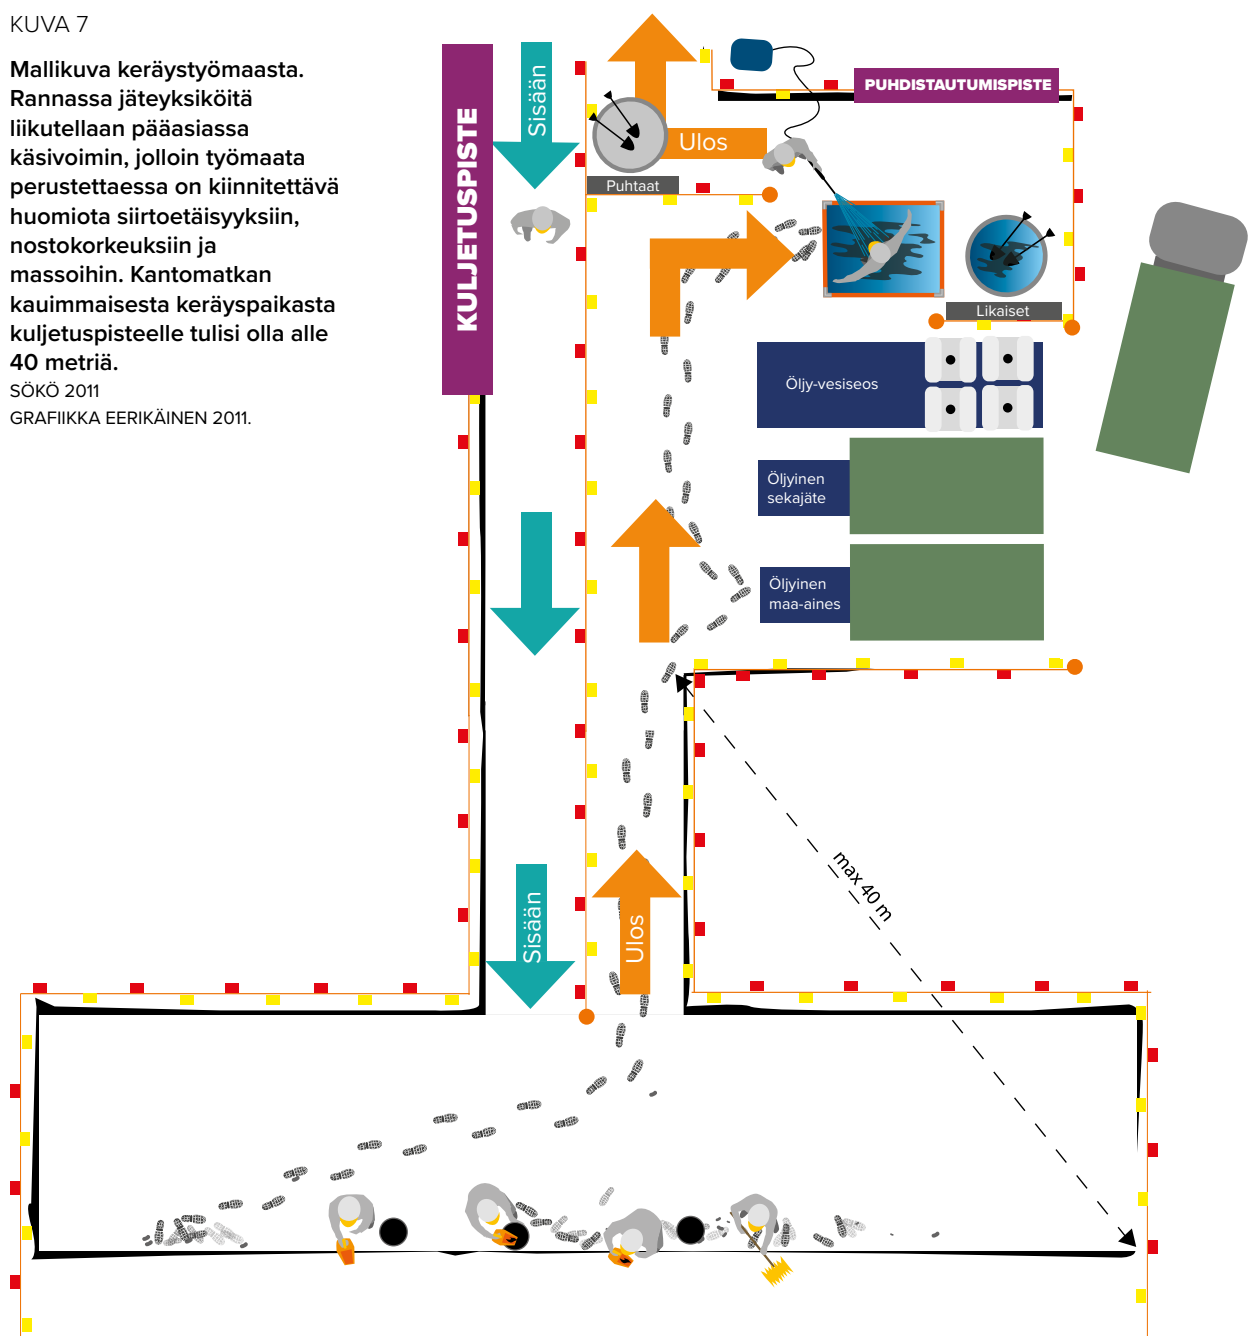 KUVA 7
Mallikuva keräystyömaasta.
Rannassa jäteyksiköitä
liikutellaan pääasiassa
käsivoimin, jolloin työmaata
perustettaessa on kiinnitettävä
huomiota siirtoetäisyyksiin,
nostokorkeuksiin ja
massoihin. Kantomatkan
kauimmaisesta keräyspaikasta
kuljetuspisteelle tulisi olla alle
40 metriä.
SÖKÖ 2011
GRAFIIKKA EERIKÄINEN 2011.
KULJETUSPISTE
Sisään
Ulos
Puhtaat
PUHDISTAUTUMISPISTE
Likaiset
Öljy-vesiseos
Öljyinen
sekajäte
Öljyinen
maa-aines
max 40 m
Sisään
Ulos